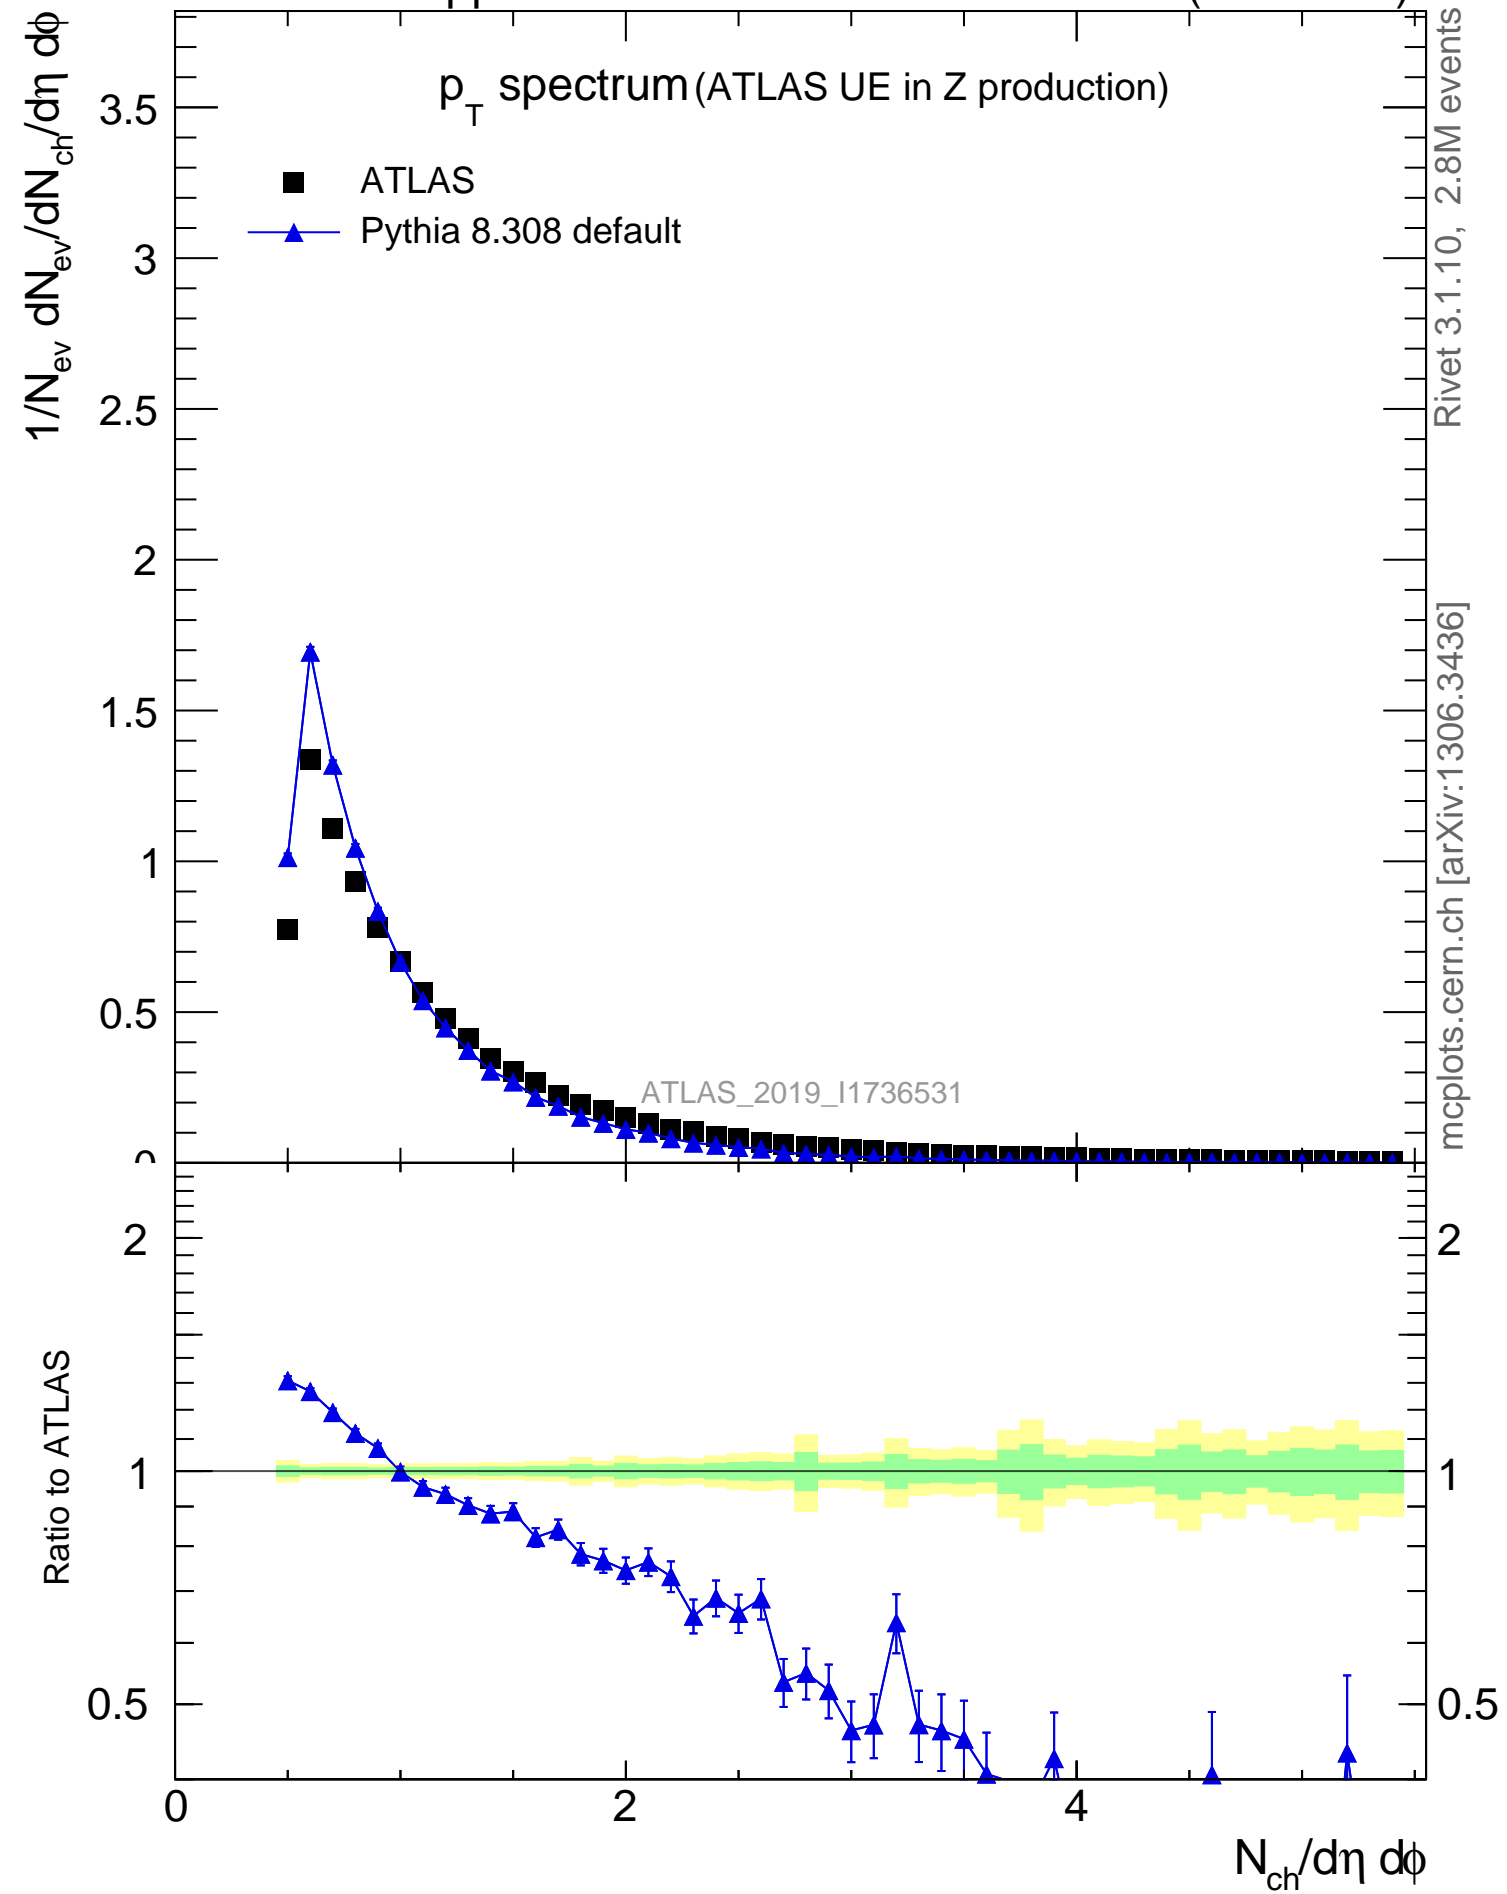 pp
p_T spectrum (ATLAS UE in Z production)
ATLAS
Pythia 8.308 default
1/N_ev dN_ev/dN_ch/dη dϕ
3.5
3
2.5
2
1.5
1
0.5
0
ATLAS_2019_I1736531
Rivet 3.1.10, 2.8M events
mcplots.cern.ch [arXiv:1306.3436]
Ratio to ATLAS
2
1
0.5
2
1
0.5
0
2
4
N_ch/dη dϕ